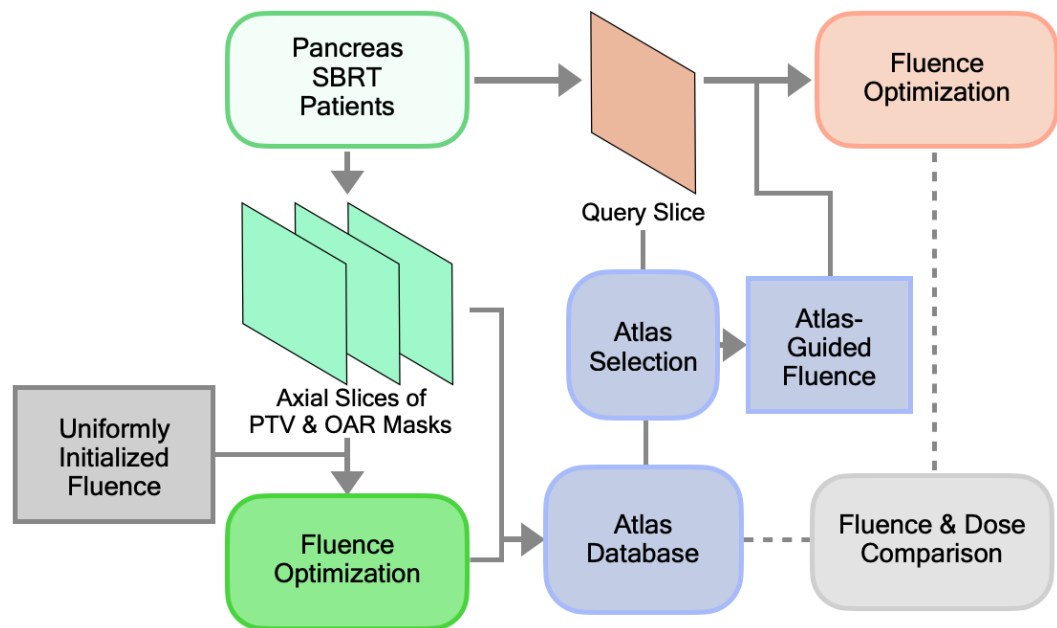 Pancreas
SBRT
Patients
Fluence
Optimization
Query Slice
Atlas
Selection
Atlas-
Guided
Fluence
Axial Slices of
PTV & OAR Masks
Uniformly
Initialized
Fluence
Fluence
Optimization
Atlas
Database
Fluence & Dose
Comparison